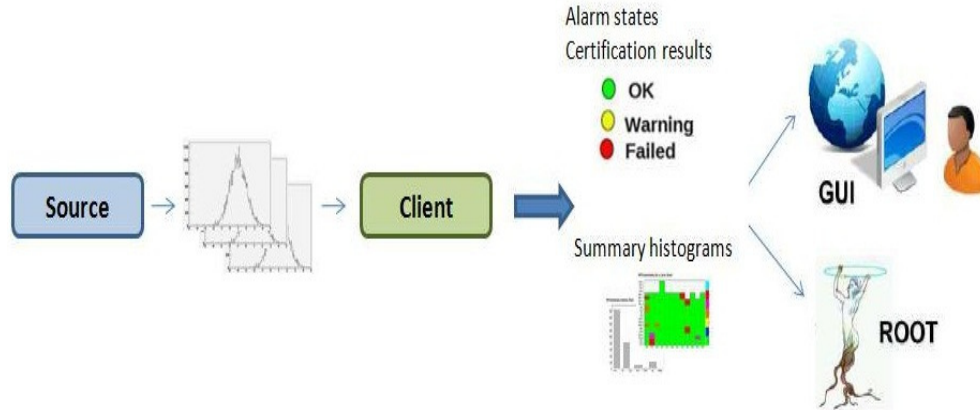 Alarm states
Certification results
OK
Warning
Failed
Source
Client
GUI
Summary histograms
ROOT